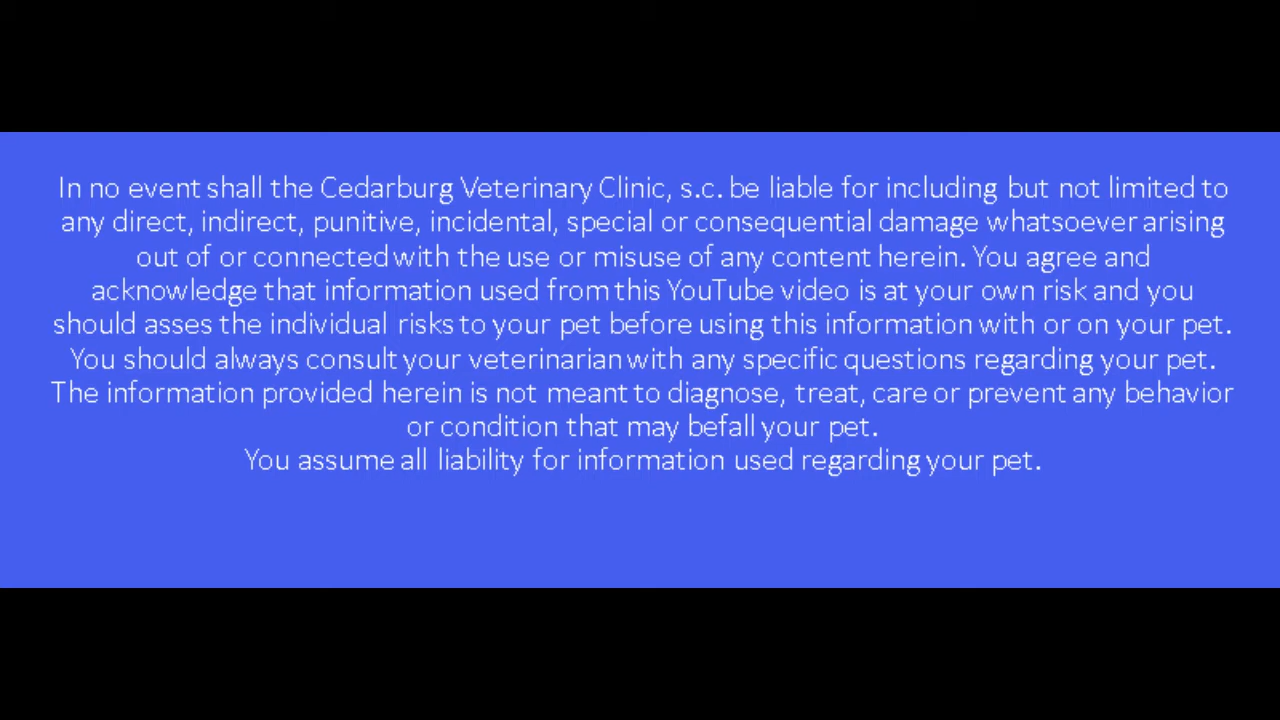 In no event shall the Cedarburg Veterinary Clinic, s.c. be liable for including but not limited to
any direct, indirect, punitive, incidental, special or consequential damage whatsoever arising
out of or connected with the use or misuse of any content herein. You agree and
acknowledge that information used from this YouTube video is at your own risk and you
should asses the individual risks to your pet before using this information with or on your pet.
You should always consult your veterinarian with any specific questions regarding your pet.
The information provided herein is not meant to diagnose, treat, care or prevent any behavior
or condition that may befall your pet.
You assume all liability for information used regarding your pet.